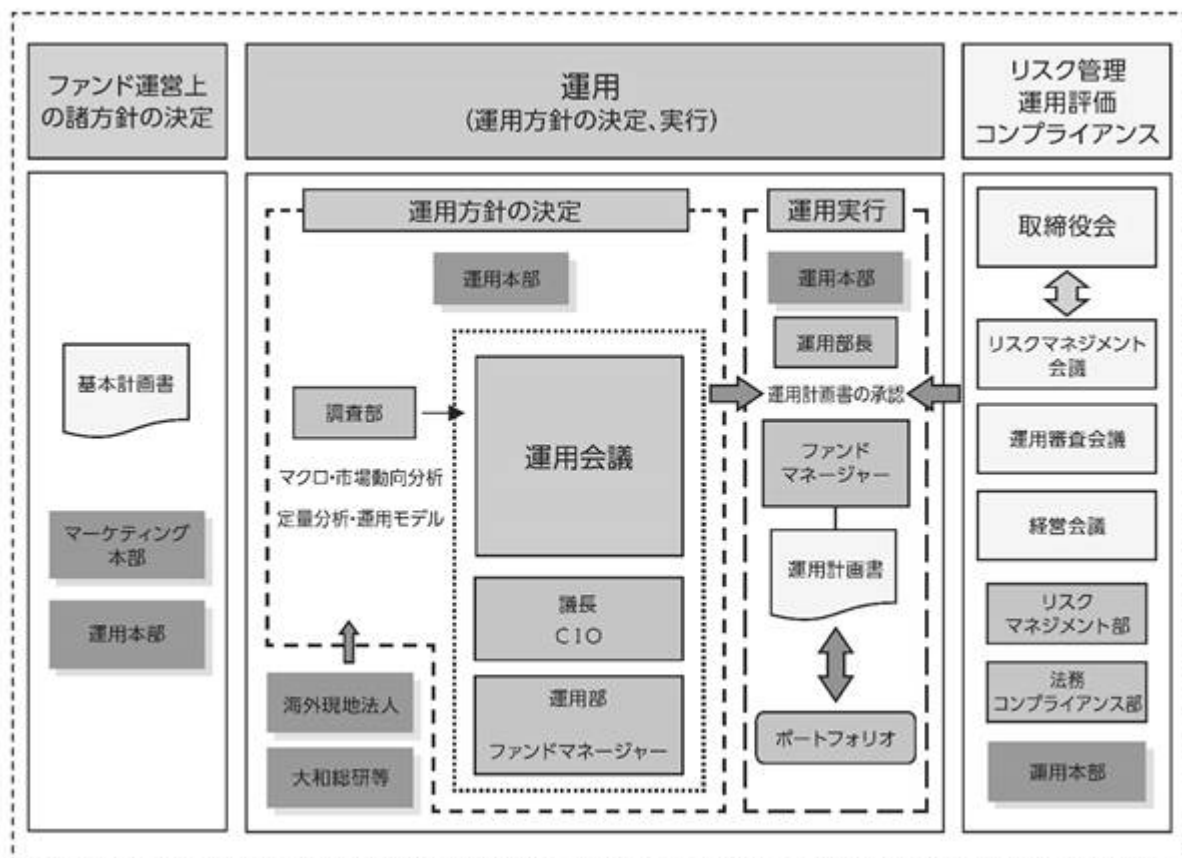 ファンド運営上
の諸方針の決定
運用
(運用方針の決定、実行)
リスク管理
運用評価
コンプライアンス
基本計画書
マーケティング
本部
運用本部
運用方針の決定
運用本部
調査部
マクロ・市場動向分析
定量分析・運用モデル
運用会議
議長
CIO
運用部
ファンドマネージャー
海外現地法人
大和総研等
運用実行
運用本部
運用部長
運用計画書の承認
ファンド
マネージャー
運用計画書
ポートフォリオ
取締役会
リスクマネジメント
会議
運用審査会議
経営会議
リスク
マネジメント部
法務
コンプライアンス部
運用本部